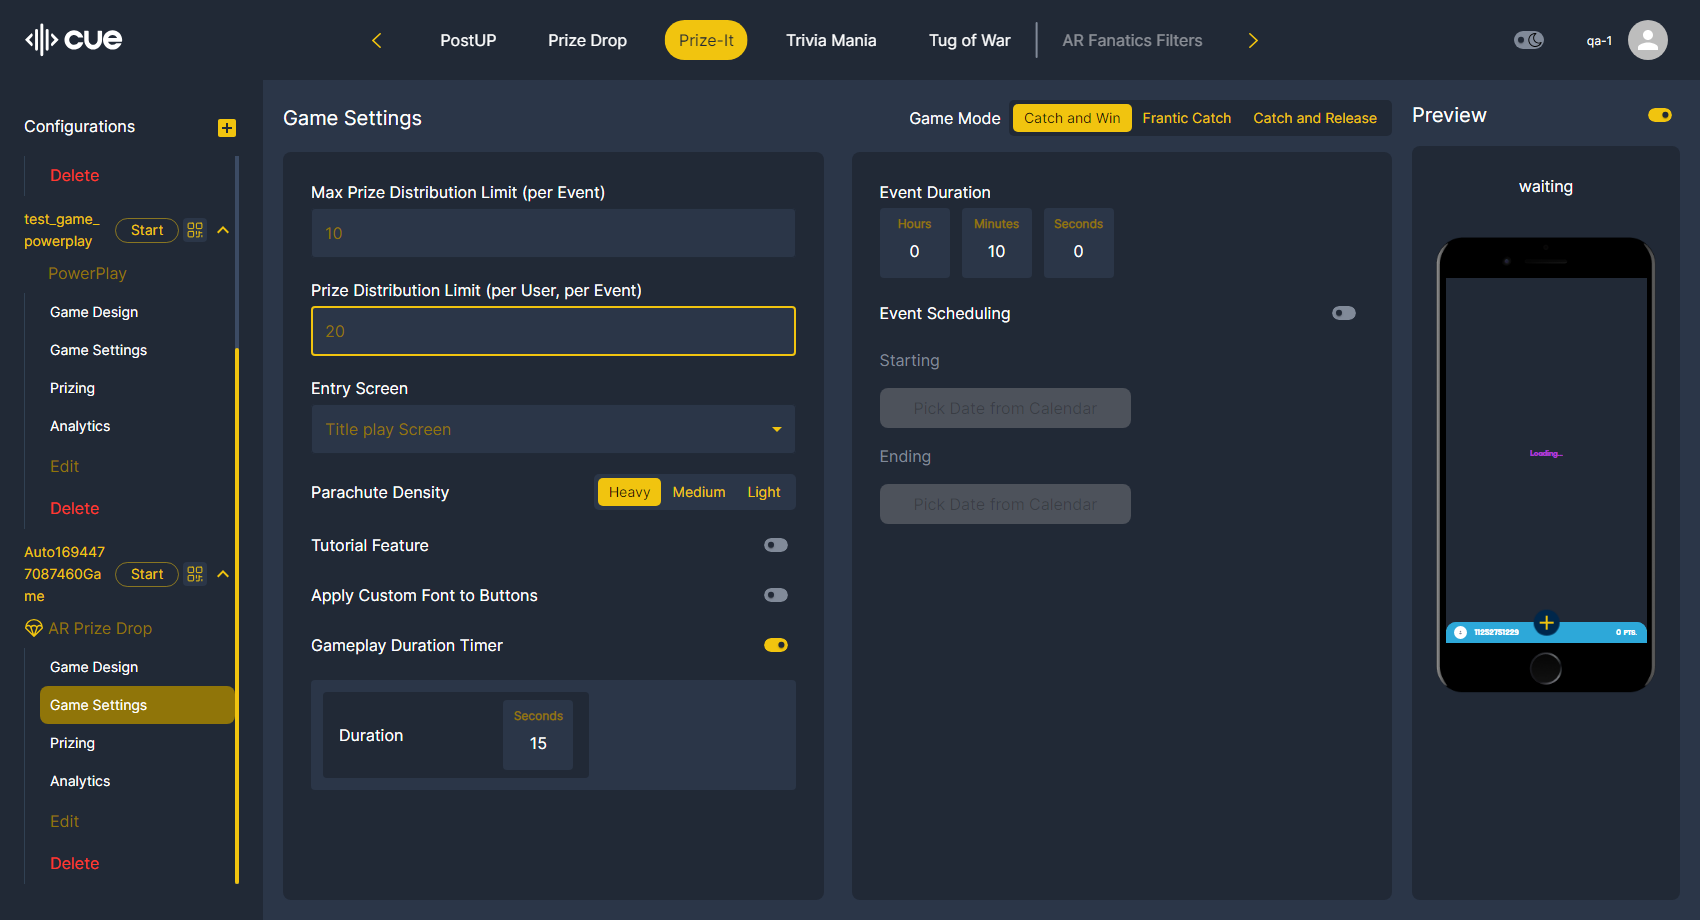 cue
PostUP
Prize Drop
Prize-It
Trivia Mania
Tug of War
AR Fanatics Filters
qa-1
Configurations
Delete
test_game_
powerplay
Start
PowerPlay
Game Design
Game Settings
Prizing
Analytics
Edit
Delete
Auto169447
7087460Ga
me
Start
AR Prize Drop
Game Design
Game Settings
Prizing
Analytics
Edit
Delete
Game Settings
Game Mode
Catch and Win
Frantic Catch
Catch and Release
Max Prize Distribution Limit (per Event)
10
Prize Distribution Limit (per User, per Event)
20
Entry Screen
Title play Screen
Parachute Density
Heavy
Medium
Light
Tutorial Feature
Apply Custom Font to Buttons
Gameplay Duration Timer
Duration
Seconds
15
Event Duration
Hours
0
Minutes
10
Seconds
0
Event Scheduling
Starting
Pick Date from Calendar
Ending
Pick Date from Calendar
Preview
waiting
Loading...
11252751229
0 PTS.